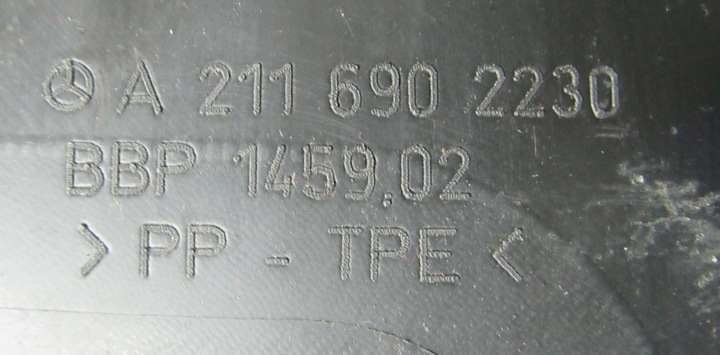 A 211 690 2230
BBP 1459.02
> PP - TPE <